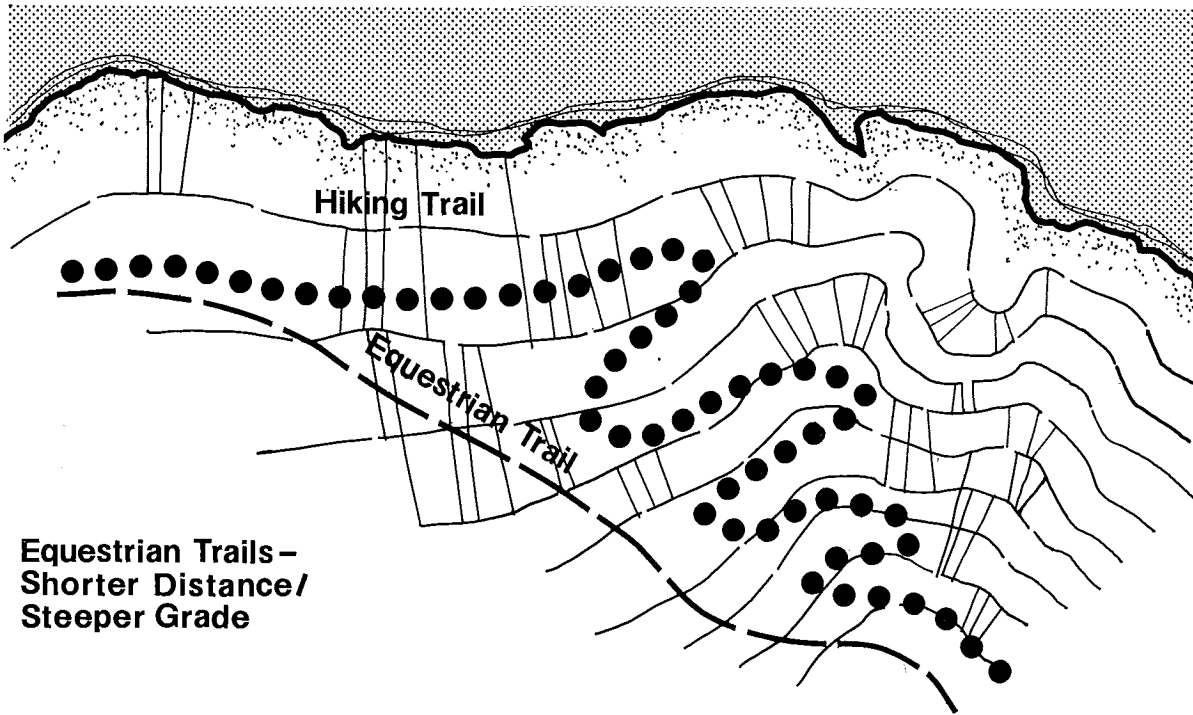 Hiking Trail
Equestrian Trail
Equestrian Trails–
Shorter Distance/
Steeper Grade